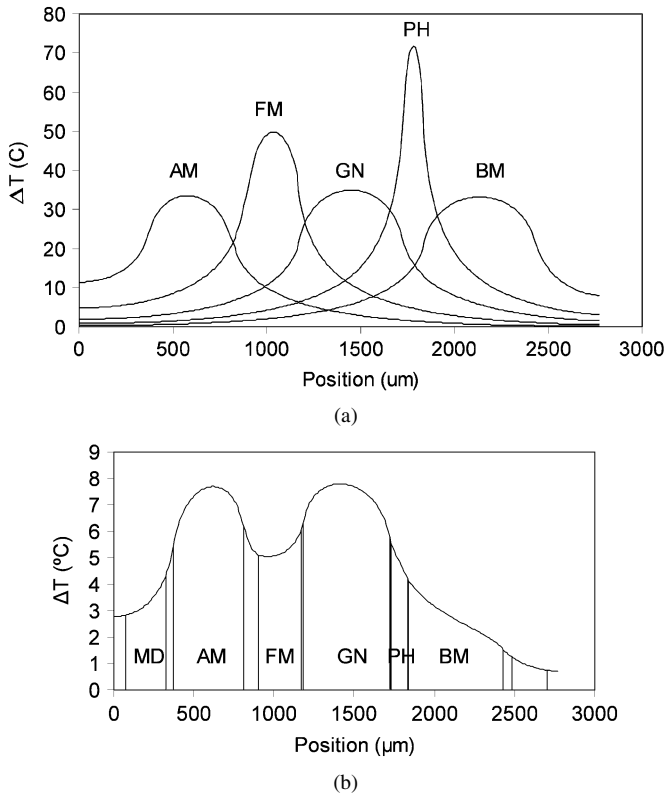 80
70
60
50
40
30
20
10
0
ΔT (C)
PH
FM
AM
GN
BM
0 500 1000 1500 2000 2500 3000
Position (um)
(a)
9
8
7
6
5
4
3
2
1
0
ΔT (ºC)
MD AM FM GN PH BM
0 500 1000 1500 2000 2500 3000
Position (µm)
(b)